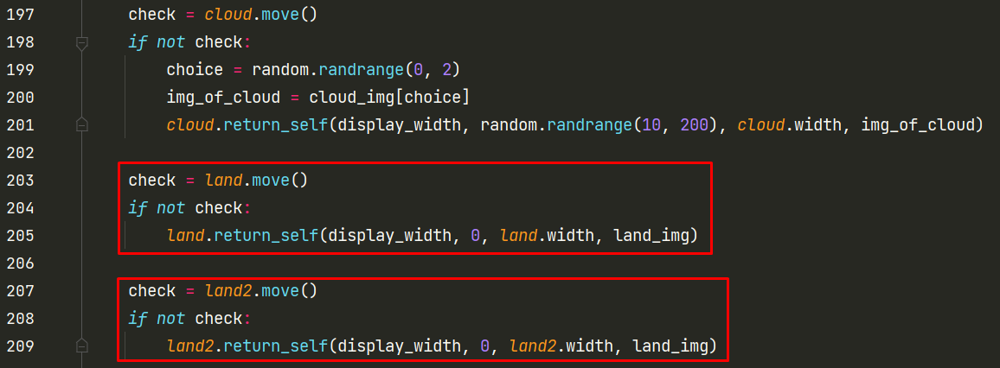 197 check = cloud.move()
198 if not check:
199 choice = random.randrange(0, 2)
200 img_of_cloud = cloud_img[choice]
201 cloud.return_self(display_width, random.randrange(10, 200), cloud.width, img_of_cloud)
202
203 check = land.move()
204 if not check:
205 land.return_self(display_width, 0, land.width, land_img)
206
207 check = land2.move()
208 if not check:
209 land2.return_self(display_width, 0, land2.width, land_img)